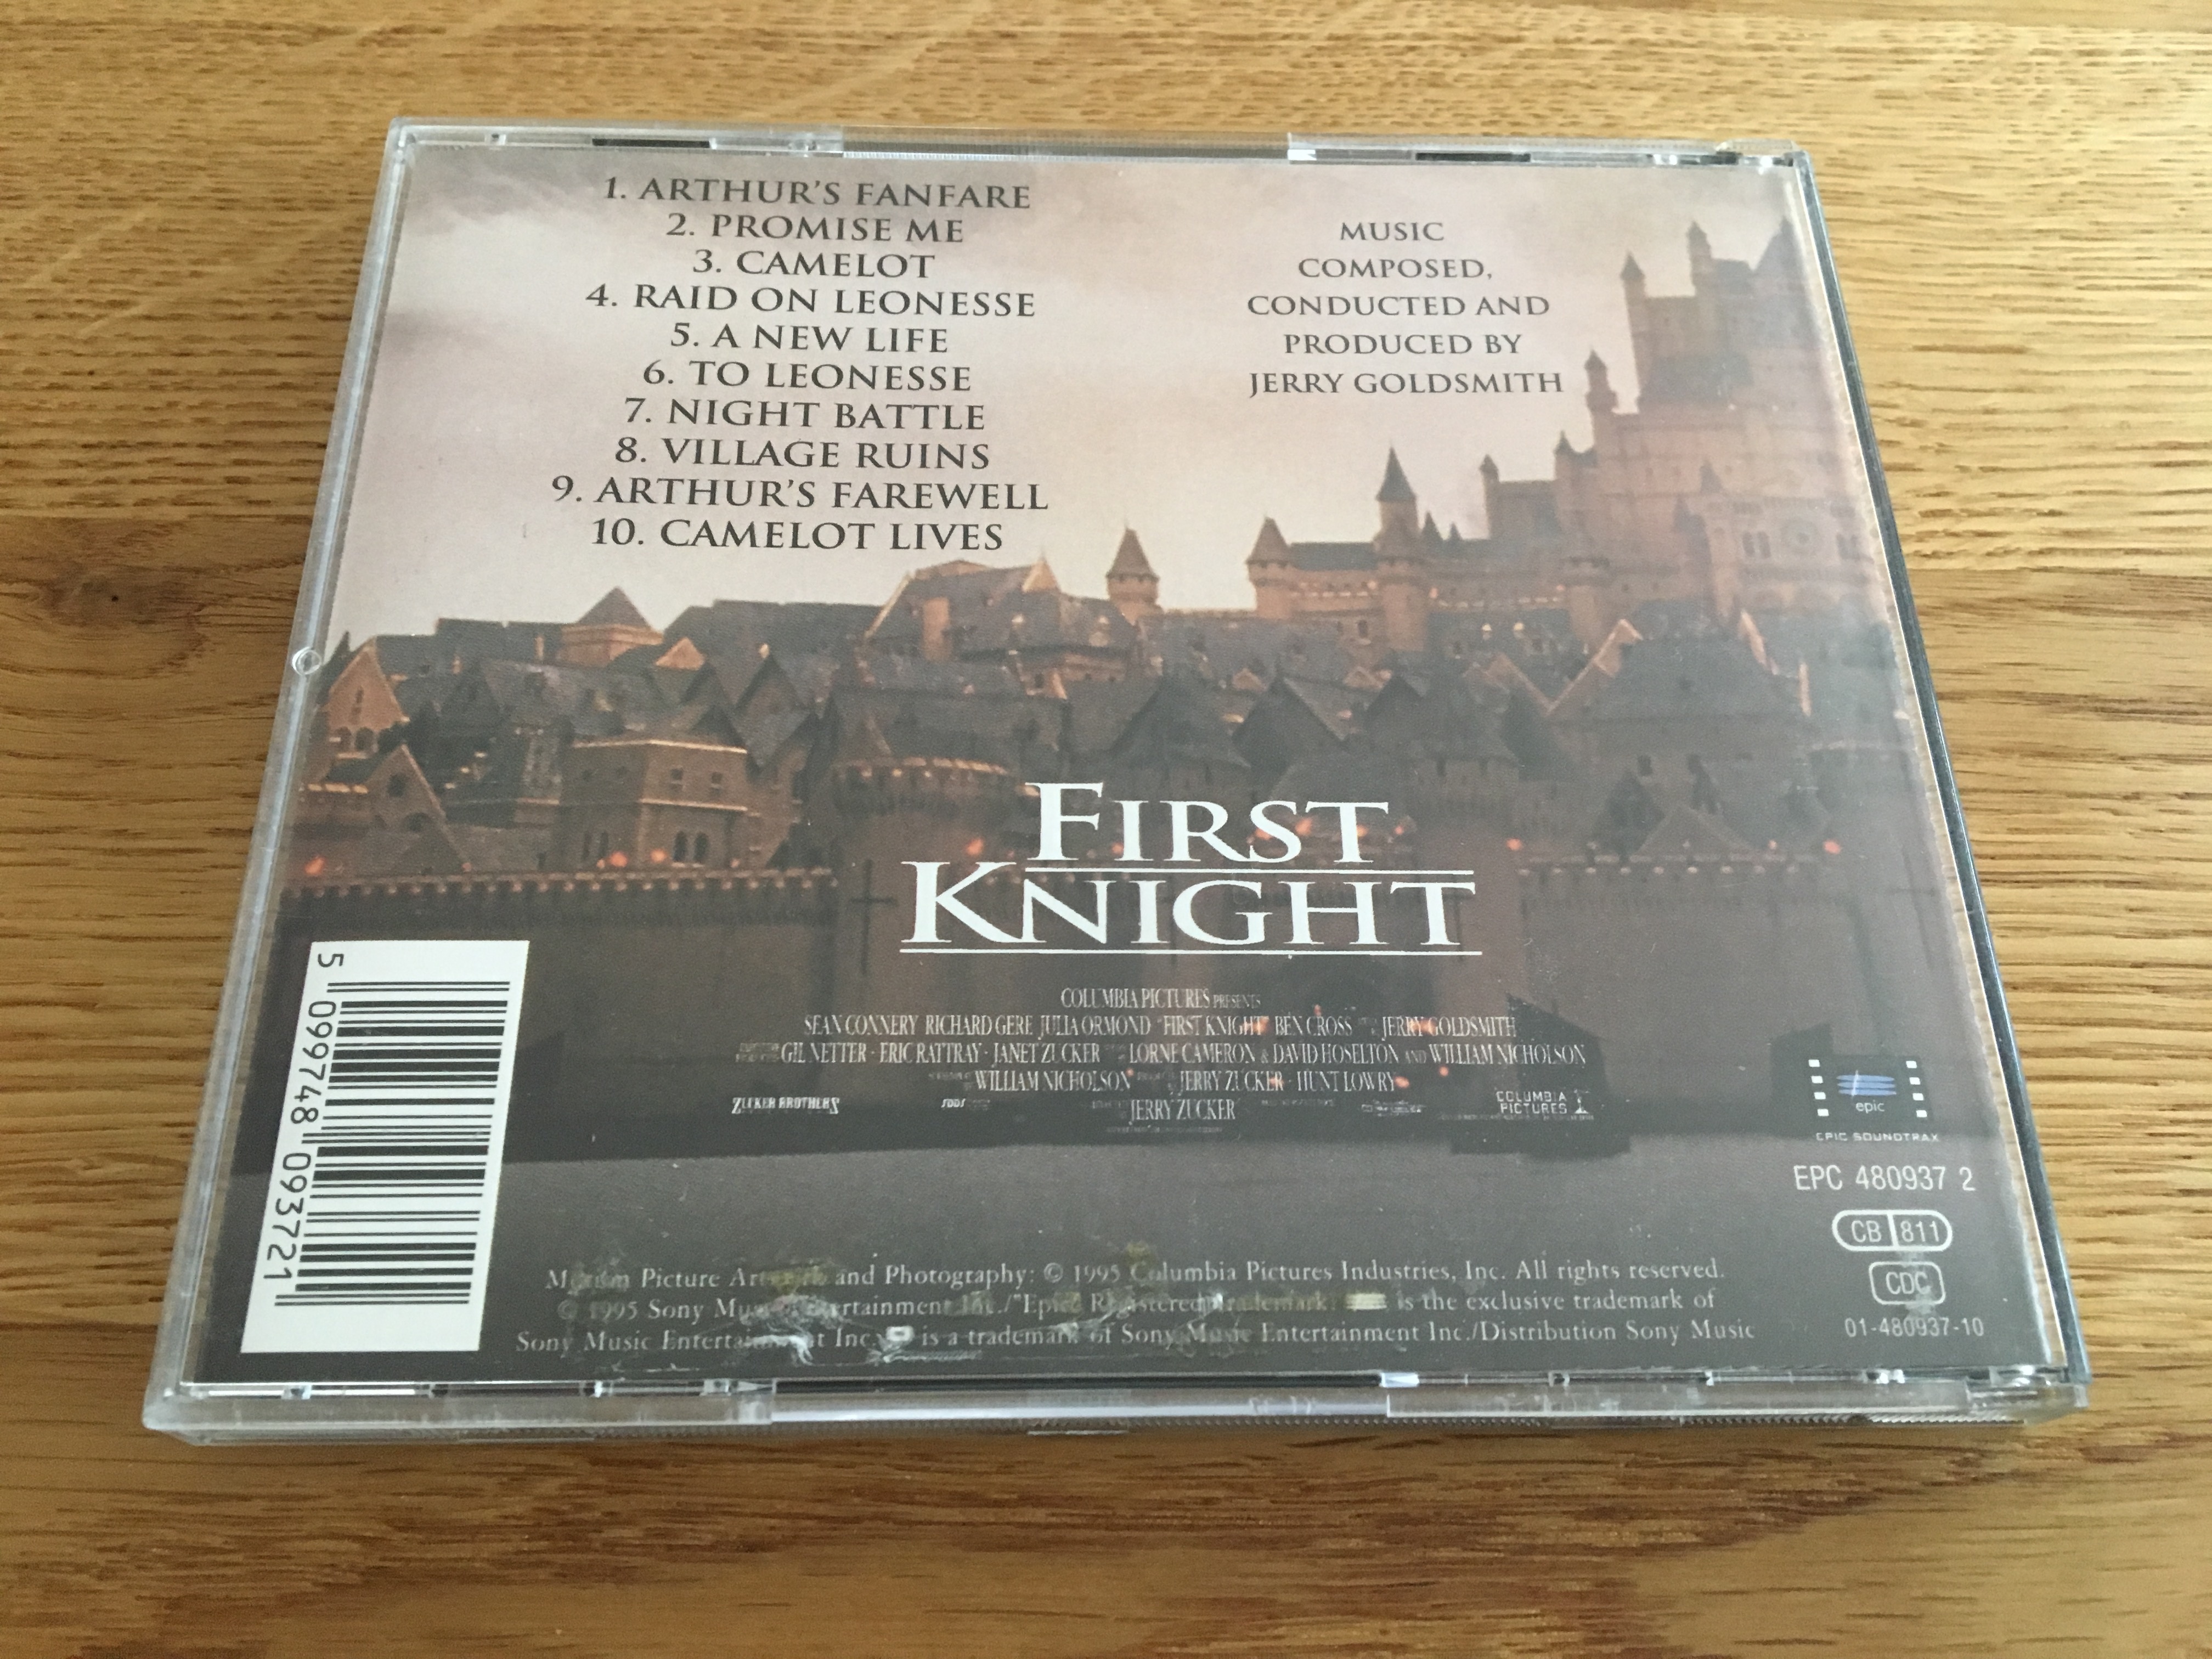 1. ARTHUR'S FANFARE
2. PROMISE ME
3. CAMELOT
4. RAID ON LEONESSE
5. A NEW LIFE
6. TO LEONESSE
7. NIGHT BATTLE
8. VILLAGE RUINS
9. ARTHUR'S FAREWELL
10. CAMELOT LIVES
MUSIC
COMPOSED,
CONDUCTED AND
PRODUCED BY
JERRY GOLDSMITH
FIRST
KNIGHT
COLUMBIA PICTURES PRESENTS
SEAN CONNERY RICHARD GERE JULIA ORMOND "FIRST KNIGHT" BEN CROSS JERRY GOLDSMITH
GIL NETTER · ERIC RATTRAY · JANET ZUCKER LORNE CAMERON & DAVID HOSELTON AND WILLIAM NICHOLSON
WILLIAM NICHOLSON JERRY ZUCKER · HUNT LOWRY
ZUCKER BROTHERS
SDDS
JERRY ZUCKER
COLUMBIA
PICTURES
epic
EPIC SOUNDTRAX
EPC 480937 2
CB 811
CDC
01-480937-10
5 099748 093721
Motion Picture and Photography: © 1995 Columbia Pictures Industries, Inc. All rights reserved.
© 1995 Sony Inc./"Epic" Registered is the exclusive trademark of
Sony Music Entertainment Inc. is a trademark of Sony Music Entertainment Inc./Distribution Sony Music